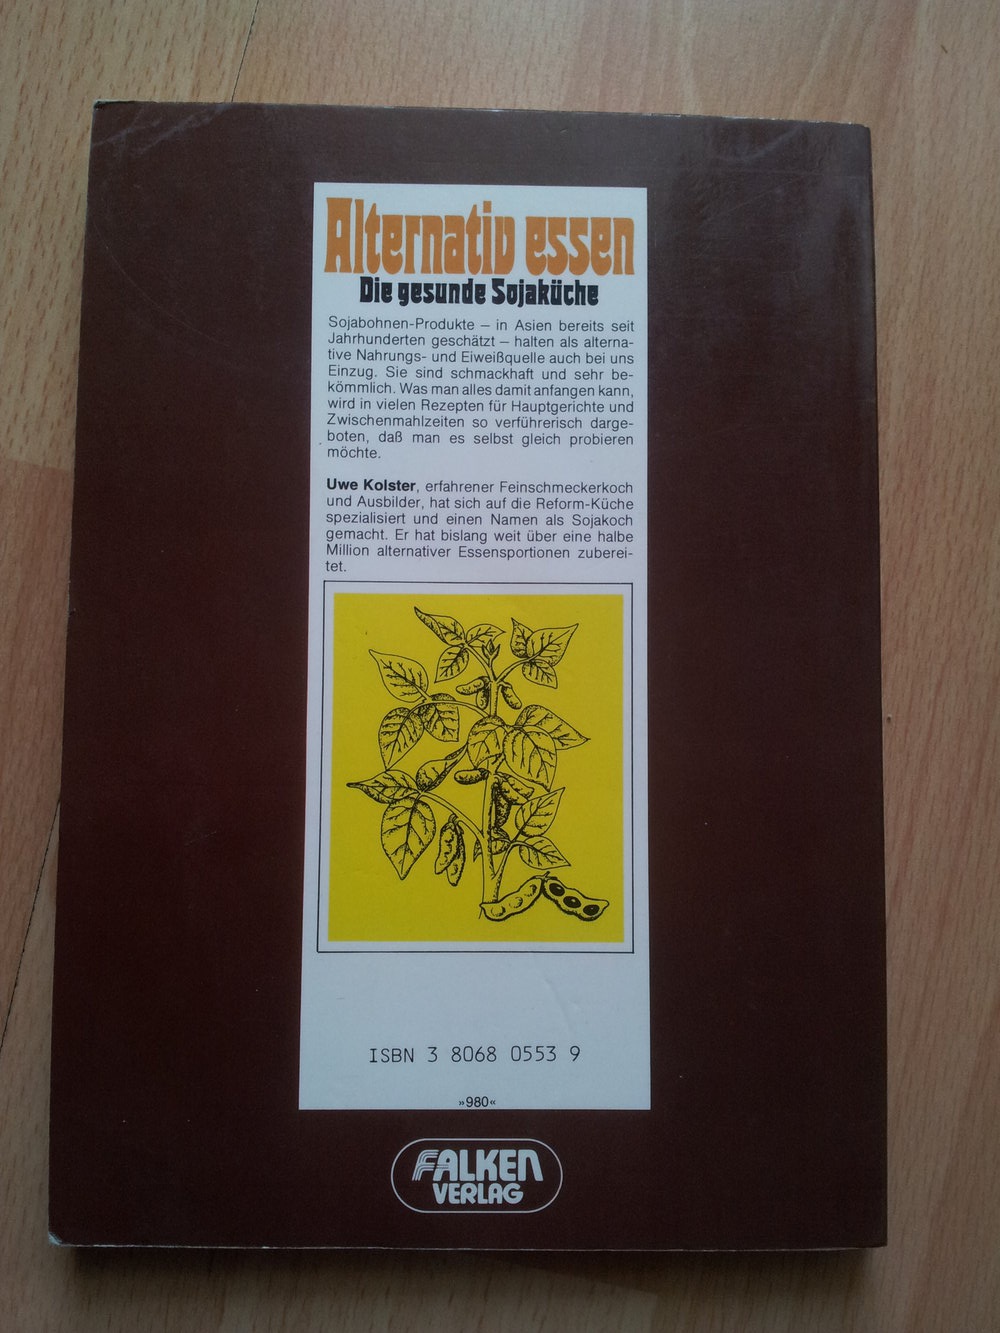 Alternativ essen
Die gesunde Sojaküche
Sojabohnen-Produkte – in Asien bereits seit
Jahrhunderten geschätzt – halten als alterna-
tive Nahrungs- und Eiweißquelle auch bei uns
Einzug. Sie sind schmackhaft und sehr be-
kömmlich. Was man alles damit anfangen kann,
wird in vielen Rezepten für Hauptgerichte und
Zwischenmahlzeiten so verführerisch darge-
boten, daß man es selbst gleich probieren
möchte.
Uwe Kolster, erfahrener Feinschmeckerkoch
und Ausbilder, hat sich auf die Reform-Küche
spezialisiert und einen Namen als Sojakoch
gemacht. Er hat bislang weit über eine halbe
Million alternativer Essensportionen zuberei-
tet.
ISBN 3 8068 0553 9
»980«
FALKEN
VERLAG